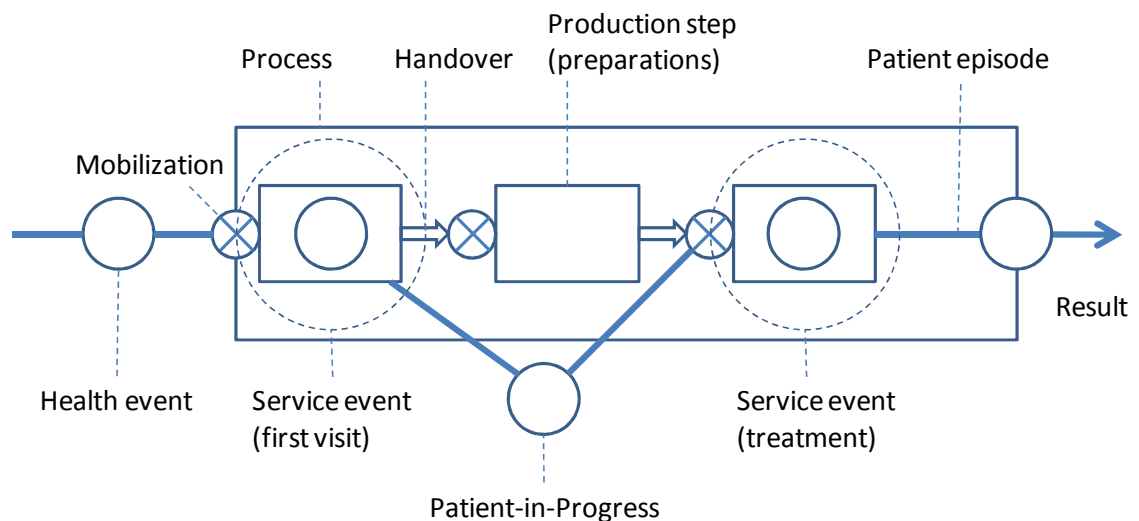 Production step
(preparations)
Process
Handover
Patient episode
Mobilization
Result
Health event
Service event
(first visit)
Service event
(treatment)
Patient-in-Progress